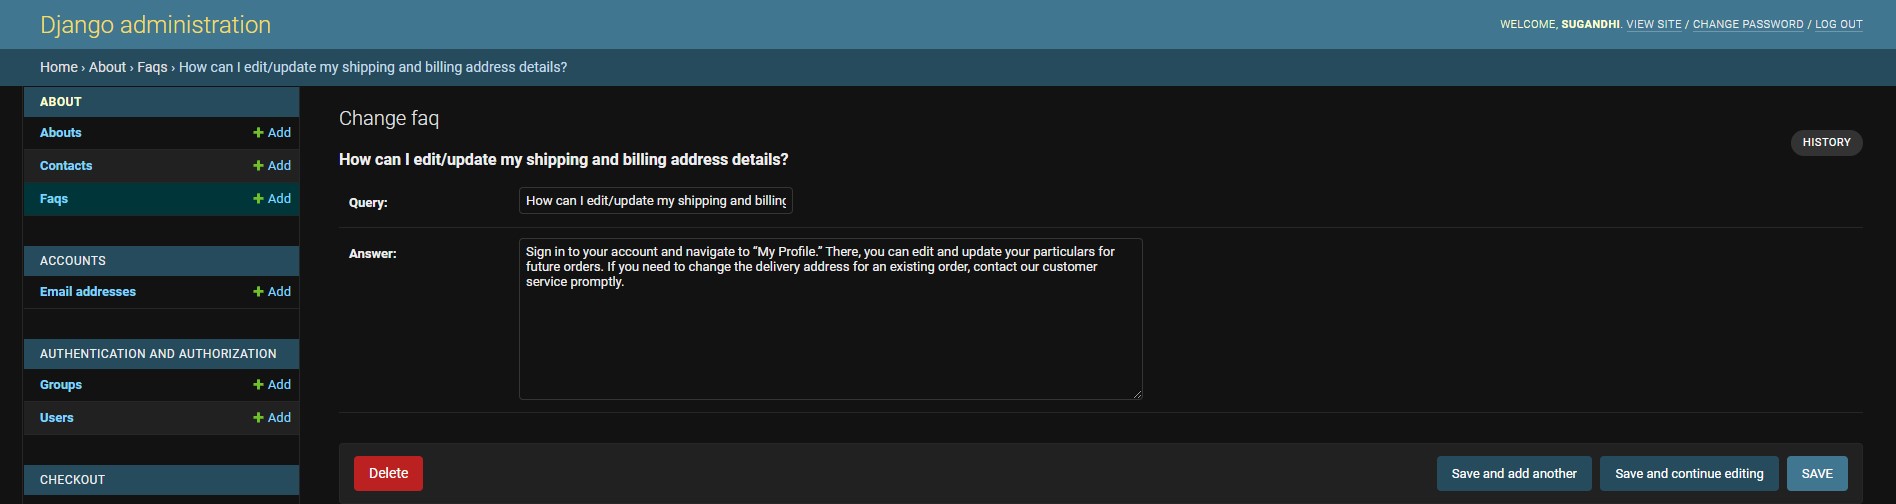 Django administration
WELCOME, SUGANDHI. VIEW SITE / CHANGE PASSWORD / LOG OUT
Home › About › Faqs › How can I edit/update my shipping and billing address details?
ABOUT
Abouts
Add
Contacts
Add
Faqs
Add
ACCOUNTS
Email addresses
Add
AUTHENTICATION AND AUTHORIZATION
Groups
Add
Users
Add
CHECKOUT
Change faq
HISTORY
How can I edit/update my shipping and billing address details?
Query:
How can I edit/update my shipping and billing
Answer:
Sign in to your account and navigate to “My Profile.” There, you can edit and update your particulars for
future orders. If you need to change the delivery address for an existing order, contact our customer
service promptly.
Delete
Save and add another
Save and continue editing
SAVE